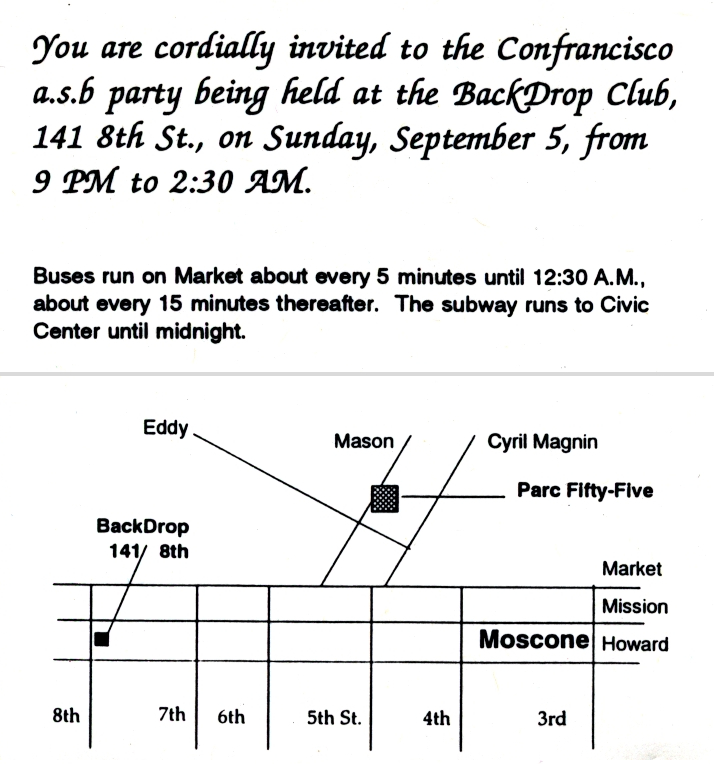 You are cordially invited to the Confrancisco
a.s.b party being held at the BackDrop Club,
141 8th St., on Sunday, September 5, from
9 PM to 2:30 AM.
Buses run on Market about every 5 minutes until 12:30 A.M.,
about every 15 minutes thereafter. The subway runs to Civic
Center until midnight.
Eddy
Mason
Cyril Magnin
Parc Fifty-Five
BackDrop
141/ 8th
Market
Mission
Moscone
Howard
8th
7th
6th
5th St.
4th
3rd